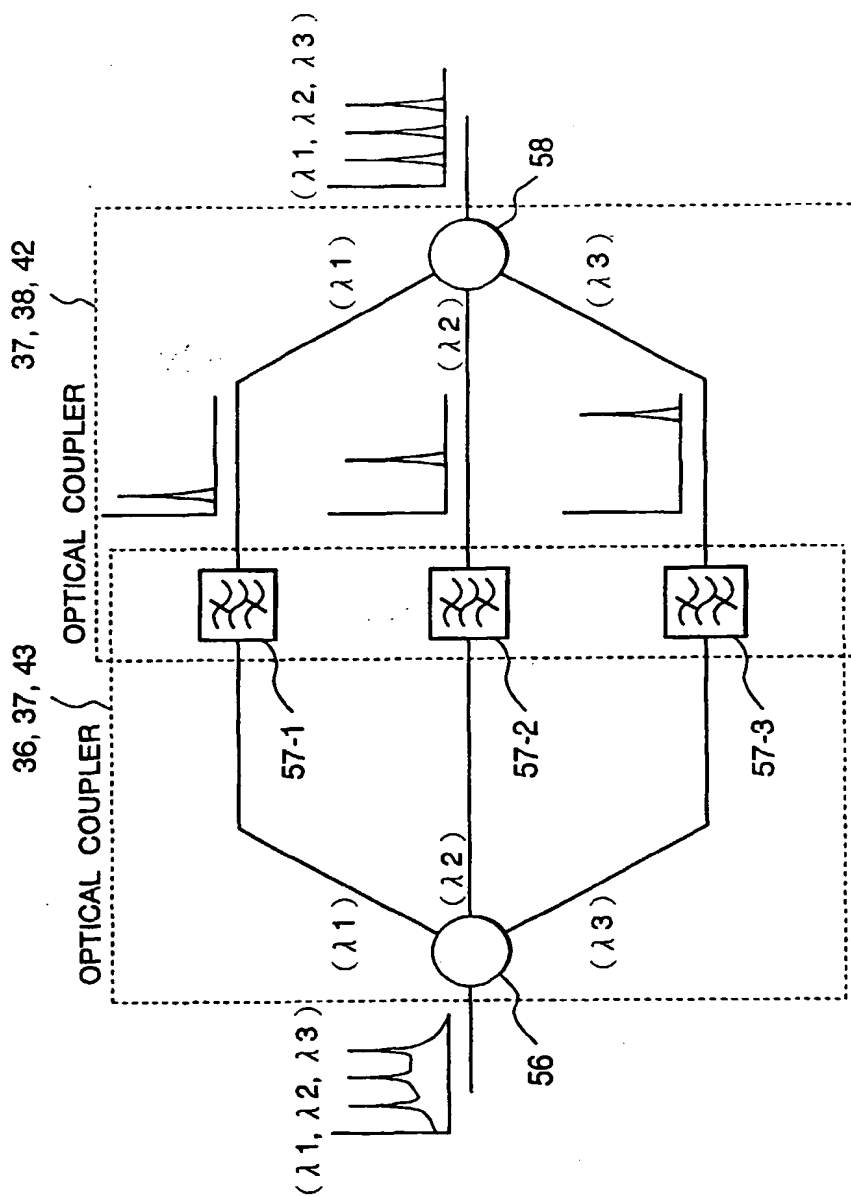 36, 37, 43
OPTICAL COUPLER
37, 38, 42
OPTICAL COUPLER
(λ1, λ2, λ3)
(λ1)
(λ2)
(λ3)
56
57-1
57-2
57-3
(λ1)
(λ2)
(λ3)
58
(λ1, λ2, λ3)